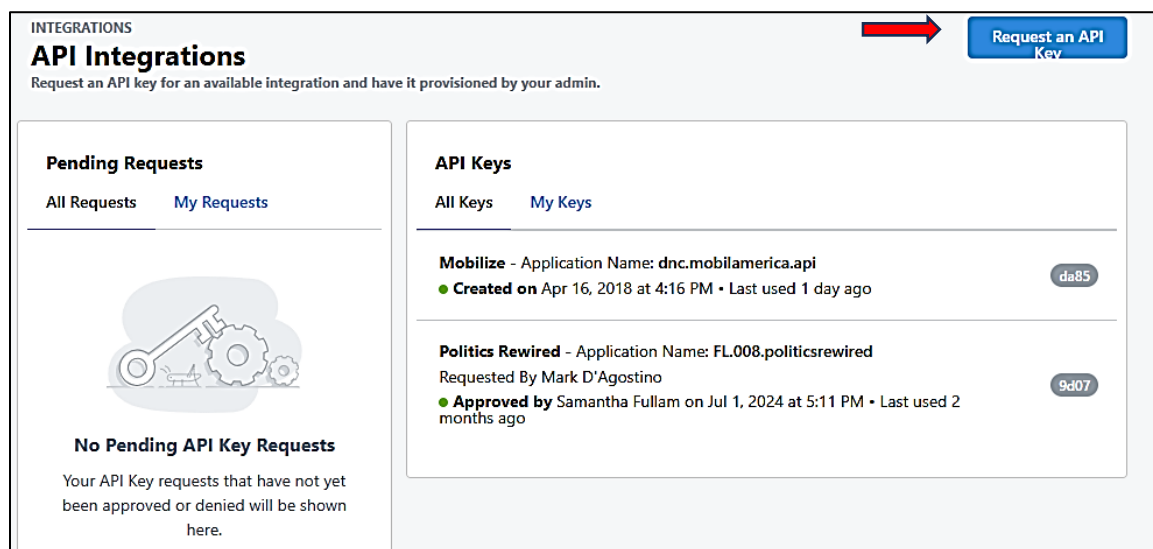 INTEGRATIONS
API Integrations
Request an API key for an available integration and have it provisioned by your admin.
Request an API
Key
Pending Requests
All Requests My Requests
No Pending API Key Requests
Your API Key requests that have not yet
been approved or denied will be shown
here.
API Keys
All Keys My Keys
Mobilize - Application Name: dnc.mobilamerica.api
• Created on Apr 16, 2018 at 4:16 PM • Last used 1 day ago
da85
Politics Rewired - Application Name: FL.008.politicsrewired
Requested By Mark D'Agostino
• Approved by Samantha Fullam on Jul 1, 2024 at 5:11 PM • Last used 2
months ago
9d07